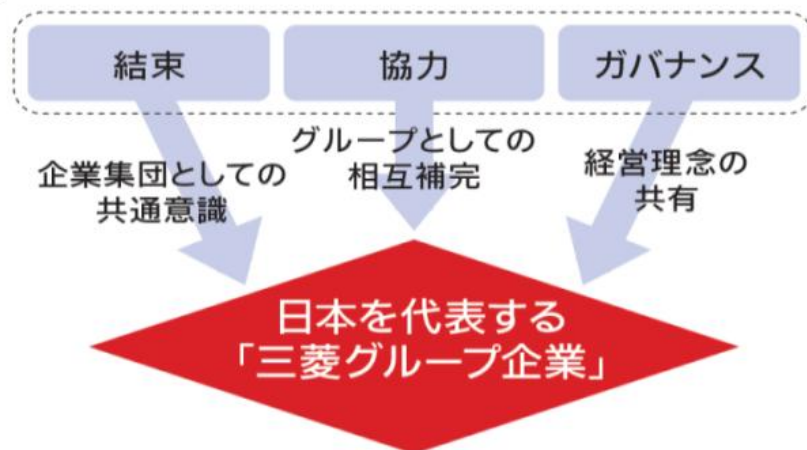 結束
協力
ガバナンス
企業集団としての
共通意識
グループとしての
相互補完
経営理念の
共有
日本を代表する
「三菱グループ企業」